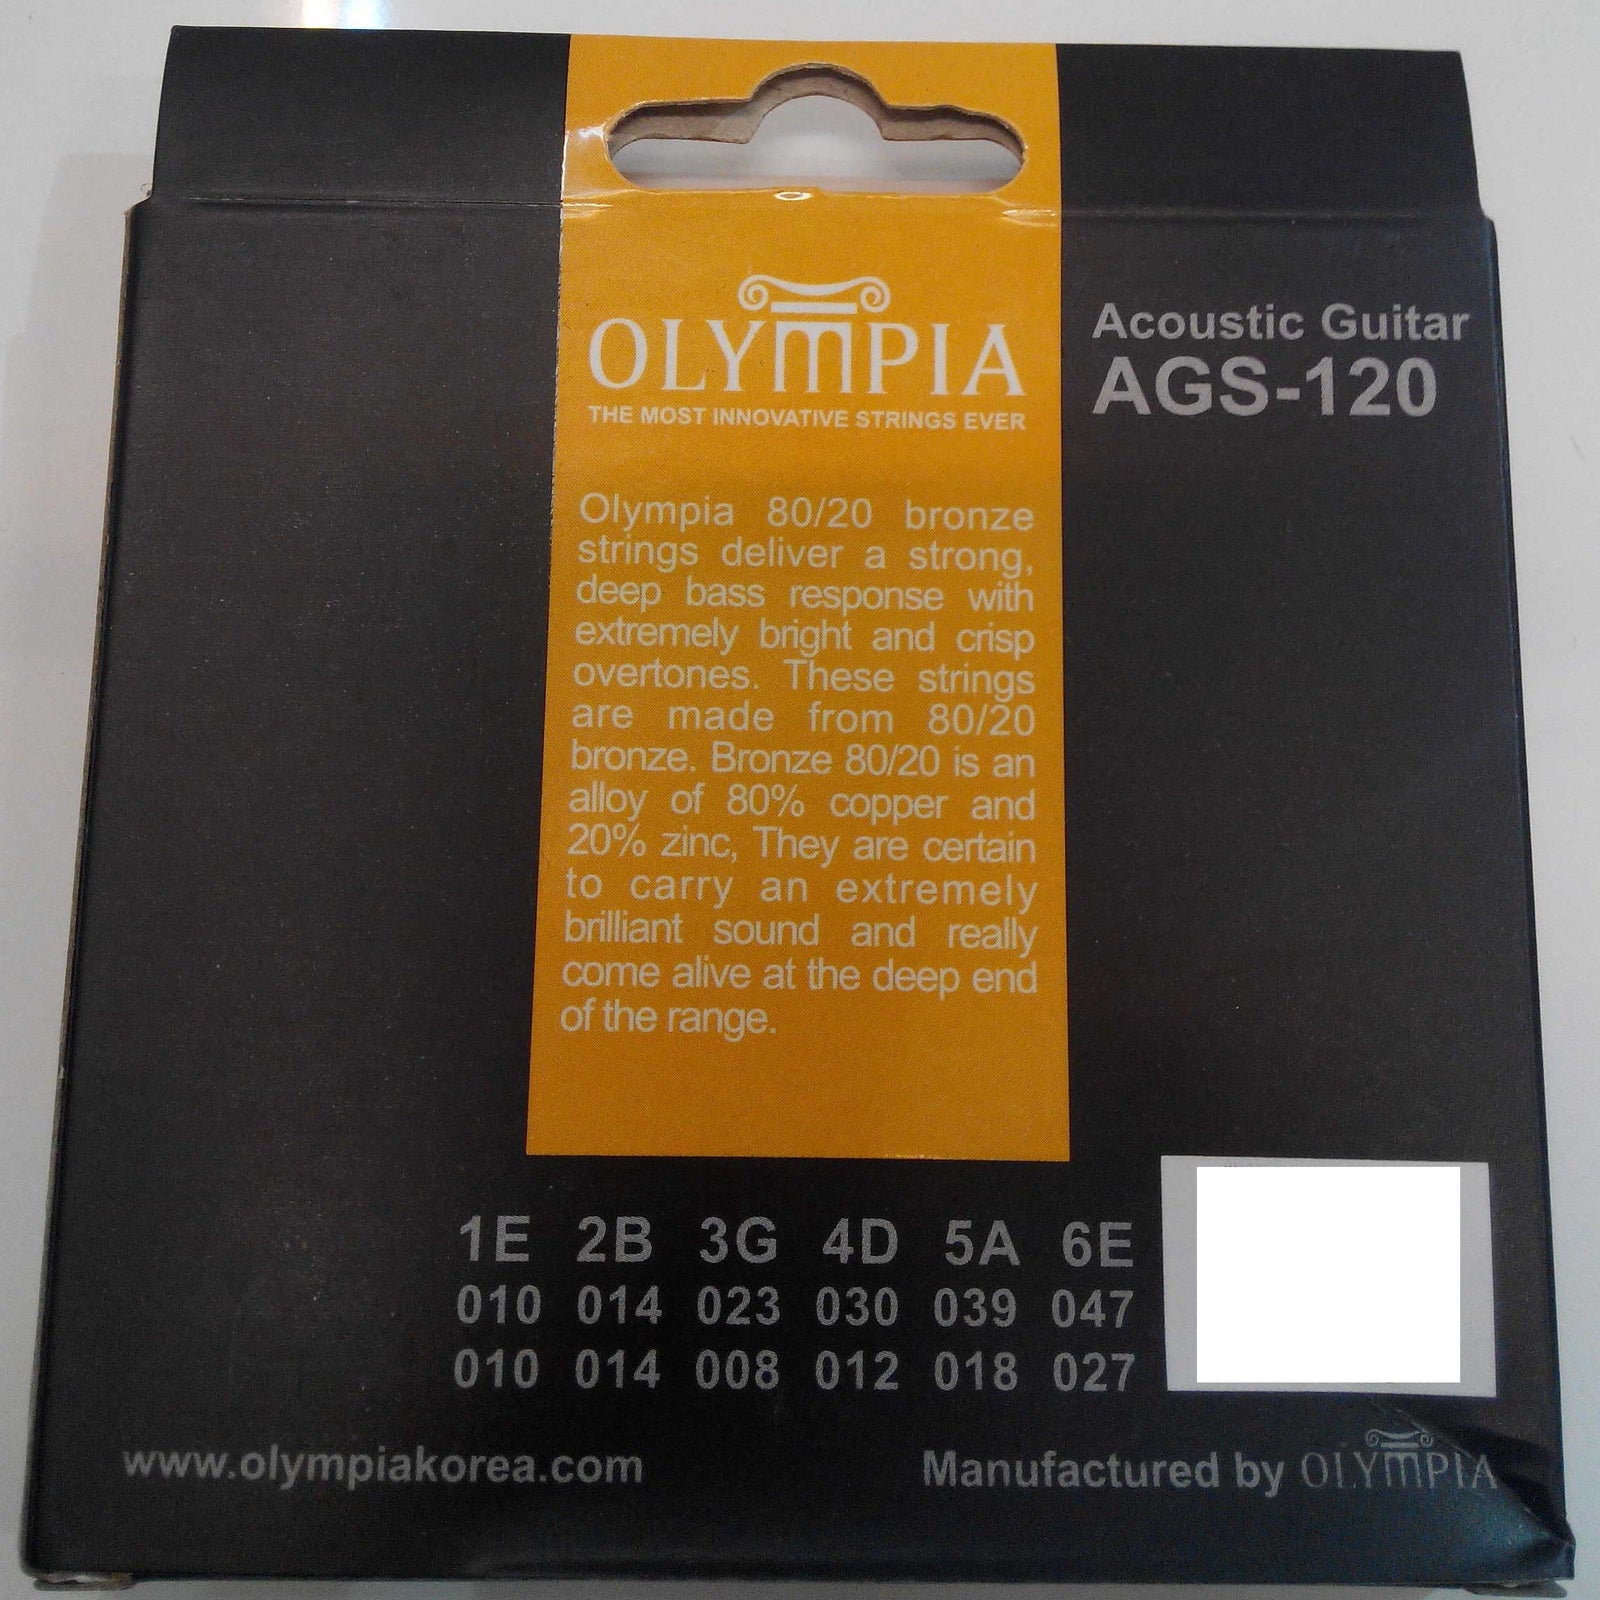 OLYMPIA
THE MOST INNOVATIVE STRINGS EVER
Acoustic Guitar
AGS-120
Olympia 80/20 bronze
strings deliver a strong,
deep bass response with
extremely bright and crisp
overtones. These strings
are made from 80/20
bronze. Bronze 80/20 is an
alloy of 80% copper and
20% zinc, They are certain
to carry an extremely
brilliant sound and really
come alive at the deep end
of the range.
1E 2B 3G 4D 5A 6E
010 014 023 030 039 047
010 014 008 012 018 027
www.olympiakorea.com
Manufactured by OLYMPIA